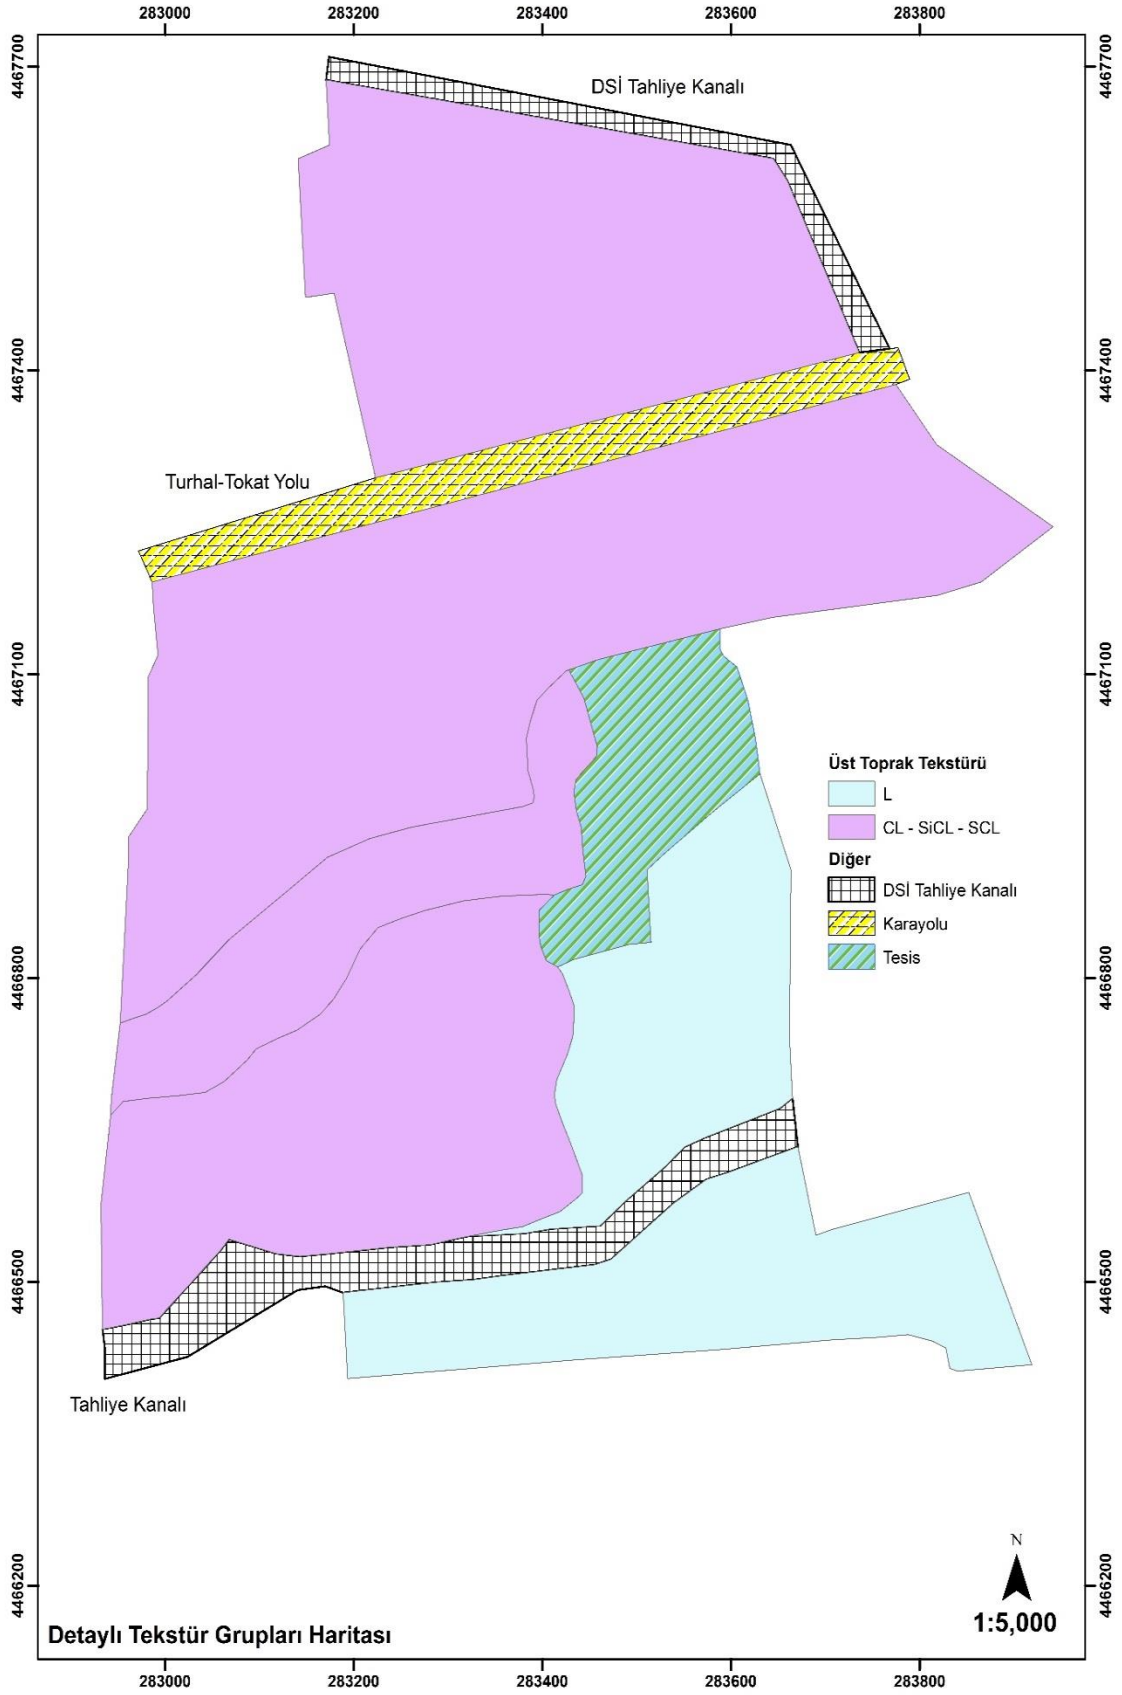 283000 283200 283400 283600 283800
4467700 4467700
DSİ Tahliye Kanalı
4467400 4467400
Turhal-Tokat Yolu
4467100 4467100
Üst Toprak Tekstürü
L
CL - SiCL - SCL
Diğer
DSİ Tahliye Kanalı
Karayolu
Tesis
4466800 4466800
4466500 4466500
Tahliye Kanalı
N
4466200 4466200
1:5,000
Detaylı Tekstür Grupları Haritası
283000 283200 283400 283600 283800